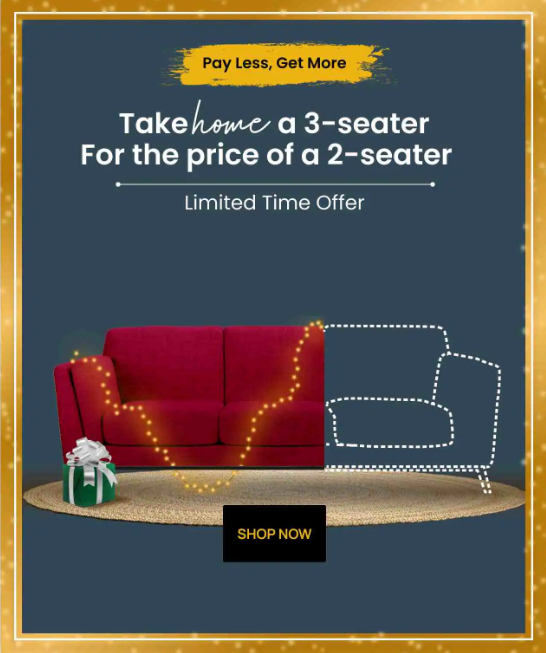 Pay Less, Get More
Take home a 3-seater
For the price of a 2-seater
Limited Time Offer
SHOP NOW